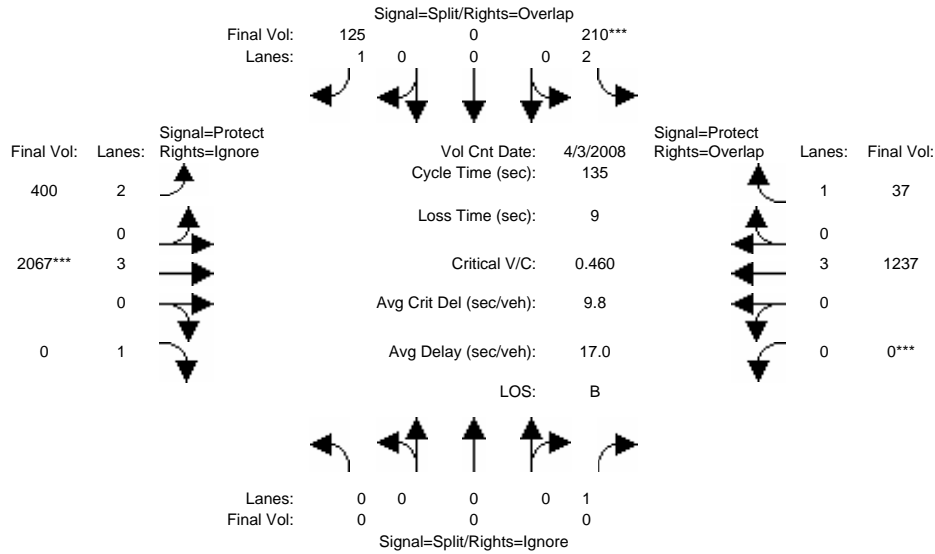 Signal=Split/Rights=Overlap
Final Vol: 125 0 210***
Lanes: 1 0 0 0 2
Signal=Protect
Final Vol: Lanes: Rights=Ignore
Vol Cnt Date: 4/3/2008
Signal=Protect
Rights=Overlap Lanes: Final Vol:
Cycle Time (sec): 135
400 2
1 37
Loss Time (sec): 9
0
0
2067*** 3
Critical V/C: 0.460
3 1237
0
Avg Crit Del (sec/veh): 9.8
0
0 1
Avg Delay (sec/veh): 17.0
0 0***
LOS: B
Lanes: 0 0 0 0 1
Final Vol: 0 0 0
Signal=Split/Rights=Ignore